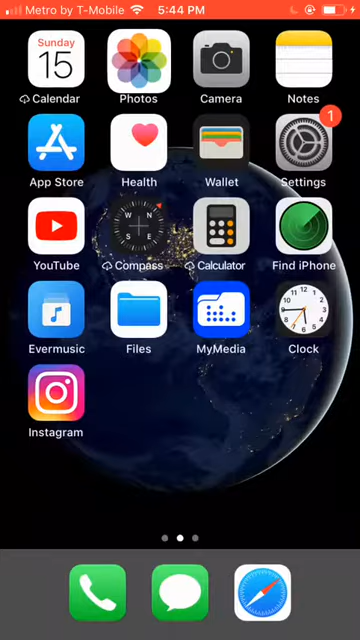 Metro by T-Mobile 5:44 PM
Sunday
15
1
Calendar Photos Camera Notes
App Store Health Wallet Settings
W N
S E
YouTube Compass Calculator Find iPhone
12
Evermusic Files MyMedia Clock
Instagram